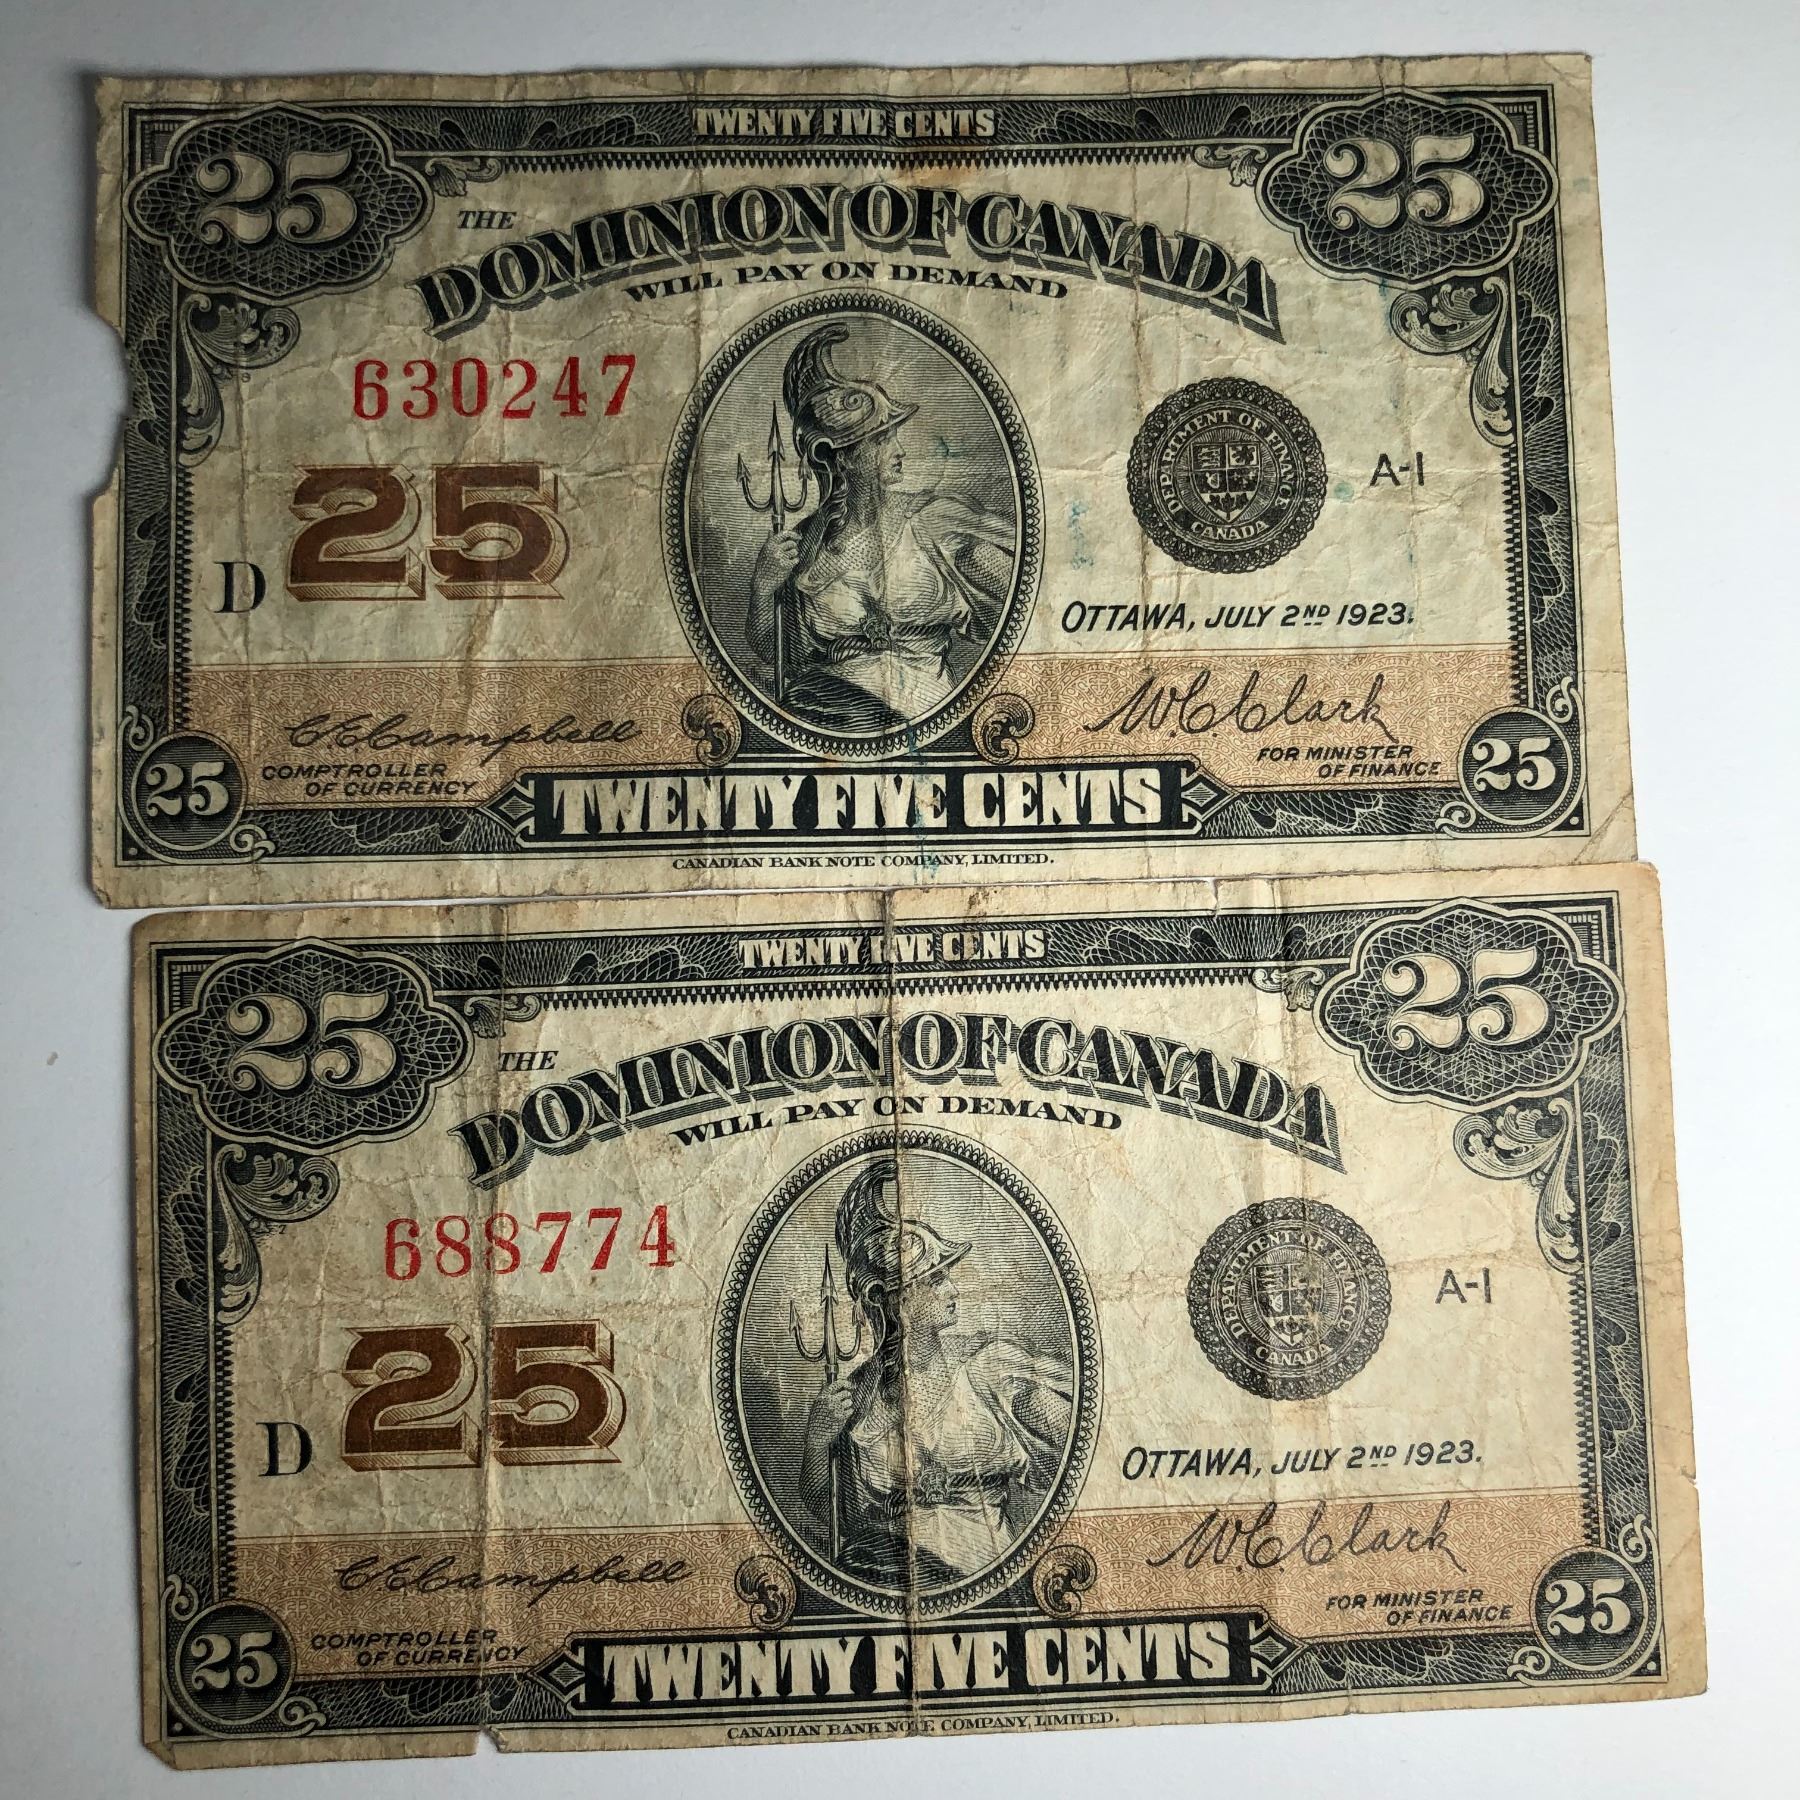 TWENTY FIVE CENTS
25 25
THE
DOMINION OF CANADA
WILL PAY ON DEMAND
630247
DEPARTMENT OF FINANCE
CANADA
A-1
25
D
OTTAWA, JULY 2ND 1923.
C.E. Campbell
W.C. Clark
COMPTROLLER
OF CURRENCY
FOR MINISTER
OF FINANCE
25 25
TWENTY FIVE CENTS
CANADIAN BANK NOTE COMPANY, LIMITED.
TWENTY FIVE CENTS
25 25
THE
DOMINION OF CANADA
WILL PAY ON DEMAND
688774
DEPARTMENT OF FINANCE
CANADA
A-1
25
D
OTTAWA, JULY 2ND 1923.
C.E. Campbell
W.C. Clark
COMPTROLLER
OF CURRENCY
FOR MINISTER
OF FINANCE
25 25
TWENTY FIVE CENTS
CANADIAN BANK NOTE COMPANY, LIMITED.